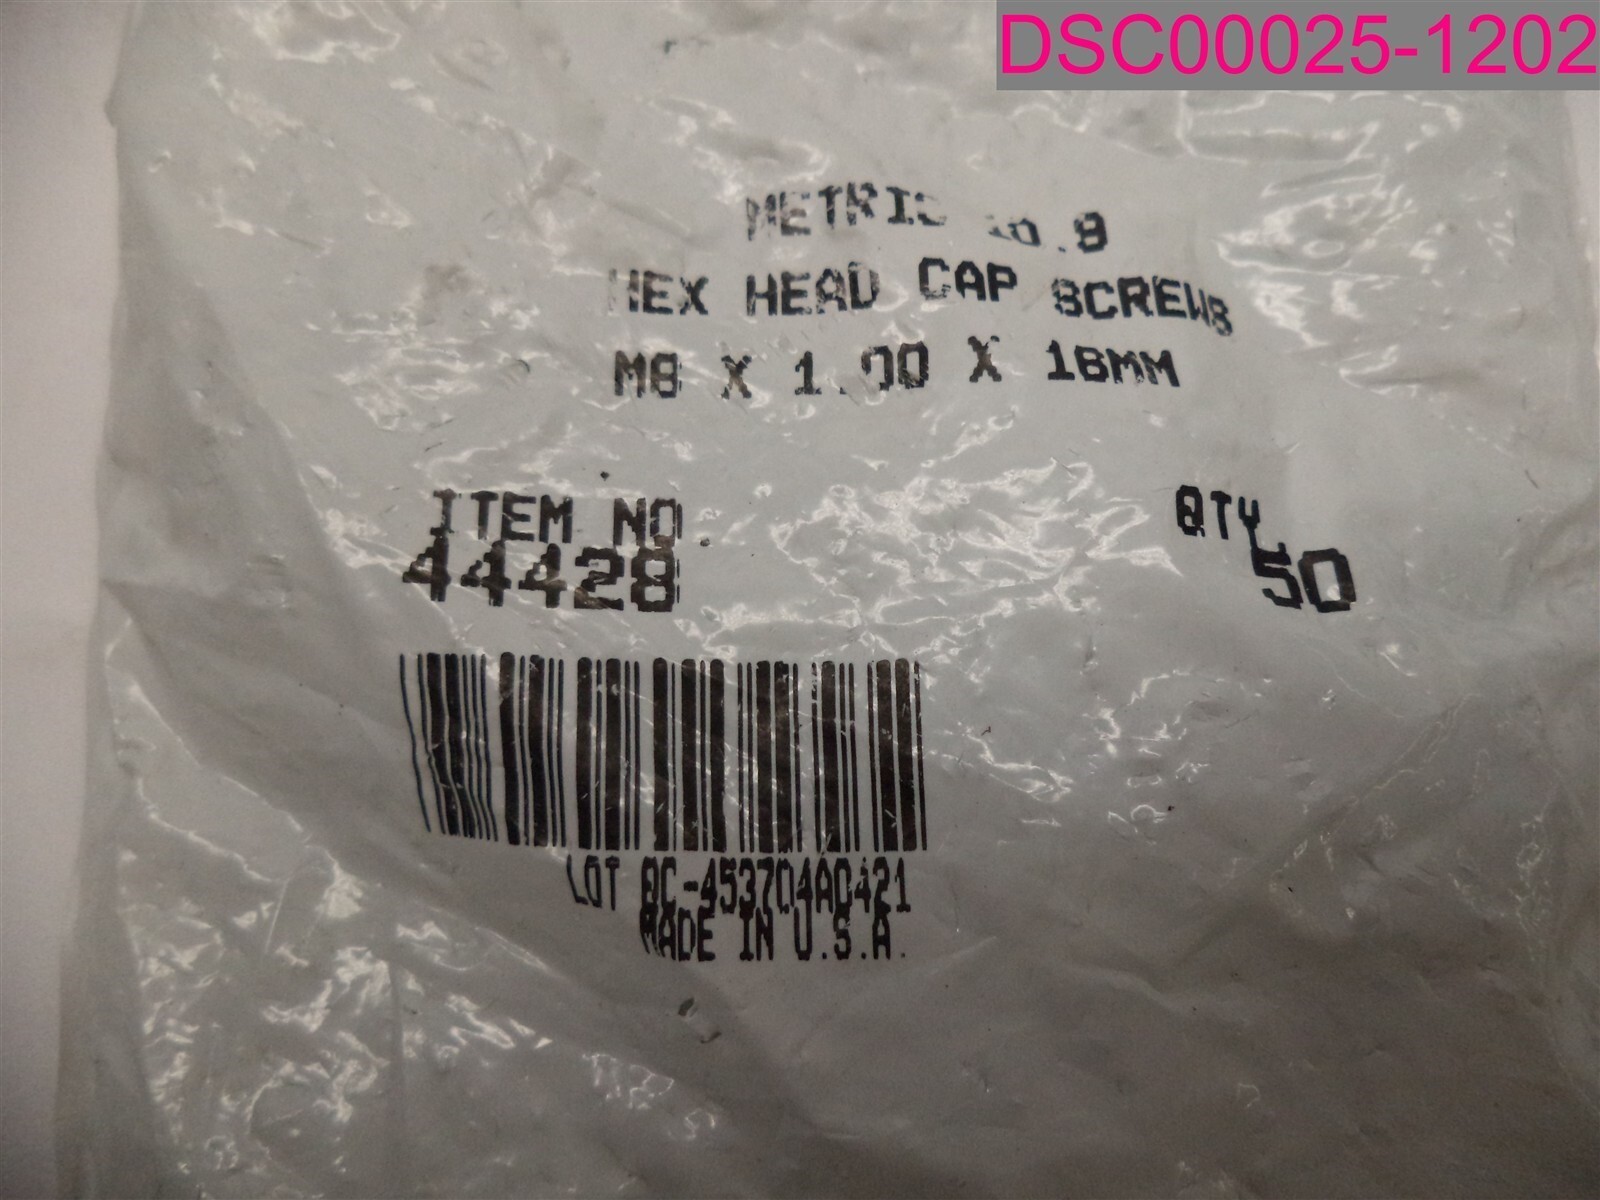 DSC00025-1202
METRIC 10.9
HEX HEAD CAP SCREWS
M8 X 1.00 X 16MM
ITEM NO QTY
44428 50
LOT QC-453704A0421
MADE IN U.S.A.